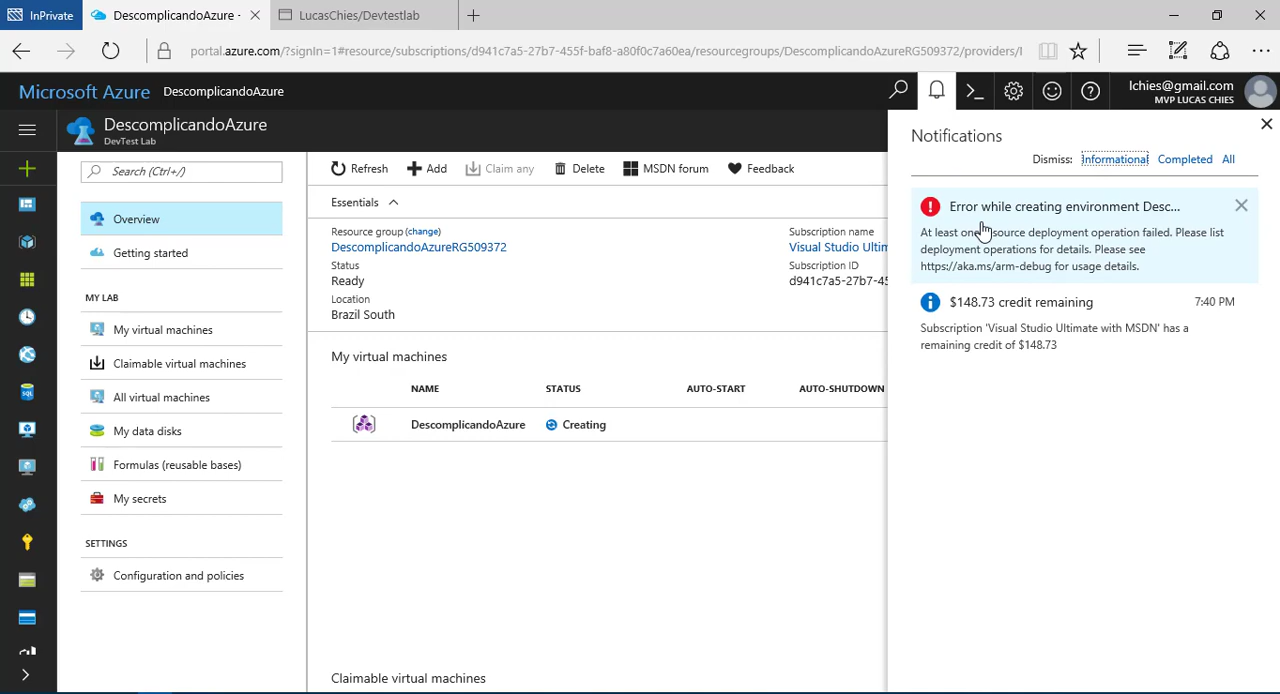 InPrivate
DescomplicandoAzure -
LucasChies/Devtestlab
portal.azure.com/?signIn=1#resource/subscriptions/d941c7a5-27b7-455f-baf8-a80f0c7a60ea/resourcegroups/DescomplicandoAzureRG509372/providers/
Microsoft Azure DescomplicandoAzure
lchies@gmail.com
MVP LUCAS CHIES
DescomplicandoAzure
DevTest Lab
Search (Ctrl+/)
Overview
Getting started
MY LAB
My virtual machines
Claimable virtual machines
All virtual machines
My data disks
Formulas (reusable bases)
My secrets
SETTINGS
Configuration and policies
Refresh Add Claim any Delete MSDN forum Feedback
Essentials
Resource group (change)
DescomplicandoAzureRG509372
Status
Ready
Location
Brazil South
Subscription name
Visual Studio Ultim
Subscription ID
d941c7a5-27b7-45
My virtual machines
NAME STATUS AUTO-START AUTO-SHUTDOWN
DescomplicandoAzure Creating
Claimable virtual machines
Notifications
Dismiss: Informational Completed All
Error while creating environment Desc...
At least one source deployment operation failed. Please list
deployment operations for details. Please see
https://aka.ms/arm-debug for usage details.
$148.73 credit remaining 7:40 PM
Subscription 'Visual Studio Ultimate with MSDN' has a
remaining credit of $148.73